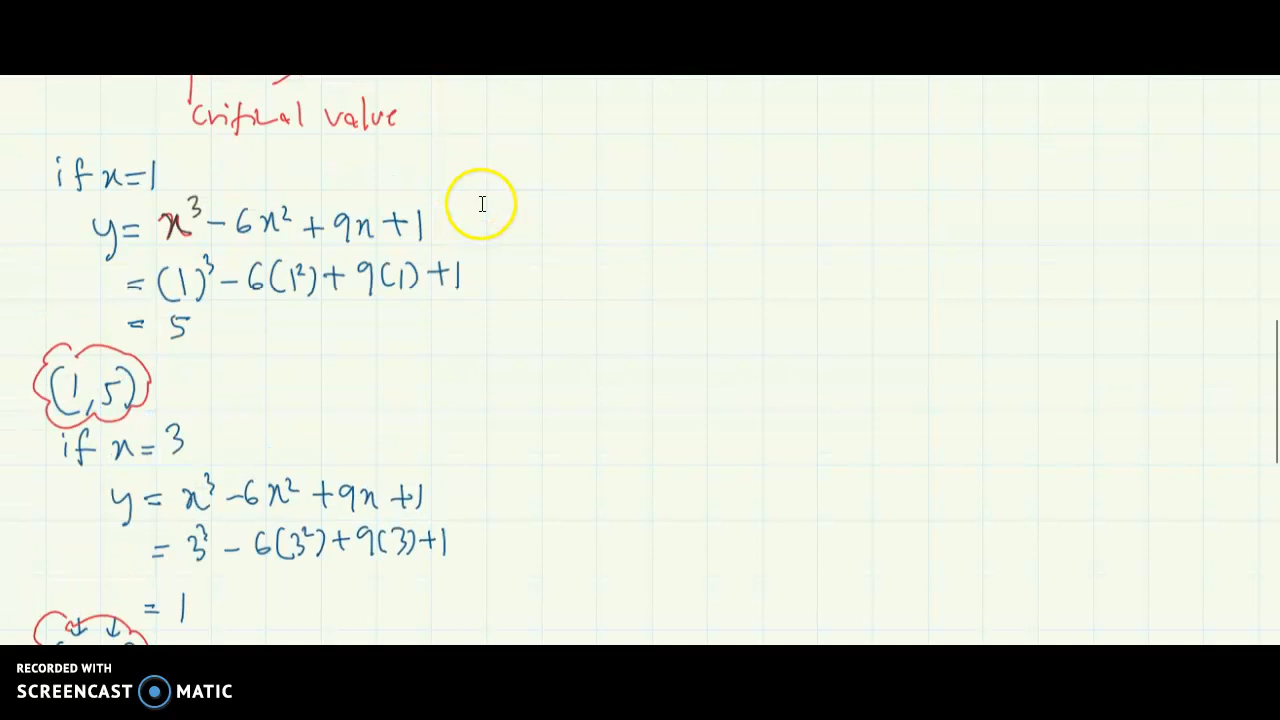 critical value
if x=1
y= x³ - 6x² + 9x + 1
= (1)³ - 6(1²) + 9(1) + 1
= 5
(1, 5)
if x = 3
y = x³ - 6x² + 9x + 1
= 3³ - 6(3²) + 9(3) + 1
= 1
RECORDED WITH
SCREENCAST MATIC